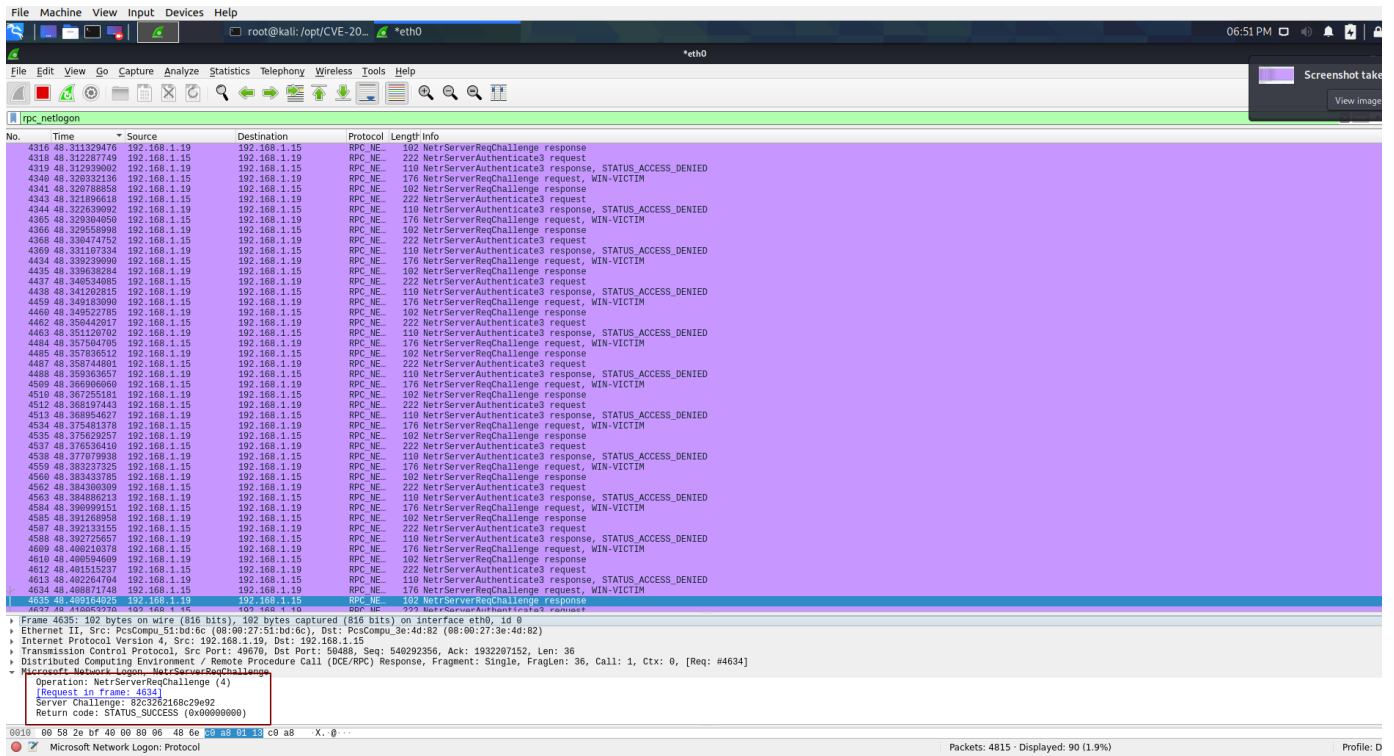 File Machine View Input Devices Help
root@kali: /opt/CVE-20... *eth0 06:51 PM
*eth0
File Edit View Go Capture Analyze Statistics Telephony Wireless Tools Help
Screenshot take
View image
rpc_netlogon
No. Time Source Destination Protocol Length Info
4316 48.311329476 192.168.1.19 192.168.1.15 RPC_NE… 102 NetrServerReqChallenge response
4318 48.312287749 192.168.1.15 192.168.1.19 RPC_NE… 222 NetrServerAuthenticate3 request
4319 48.312939002 192.168.1.19 192.168.1.15 RPC_NE… 110 NetrServerAuthenticate3 response, STATUS_ACCESS_DENIED
4340 48.320332136 192.168.1.15 192.168.1.19 RPC_NE… 176 NetrServerReqChallenge request, WIN-VICTIM
4341 48.320788858 192.168.1.19 192.168.1.15 RPC_NE… 102 NetrServerReqChallenge response
4343 48.321896618 192.168.1.15 192.168.1.19 RPC_NE… 222 NetrServerAuthenticate3 request
4344 48.322639092 192.168.1.19 192.168.1.15 RPC_NE… 110 NetrServerAuthenticate3 response, STATUS_ACCESS_DENIED
4365 48.329304050 192.168.1.15 192.168.1.19 RPC_NE… 176 NetrServerReqChallenge request, WIN-VICTIM
4366 48.329558998 192.168.1.19 192.168.1.15 RPC_NE… 102 NetrServerReqChallenge response
4368 48.330474752 192.168.1.15 192.168.1.19 RPC_NE… 222 NetrServerAuthenticate3 request
4369 48.331107334 192.168.1.19 192.168.1.15 RPC_NE… 110 NetrServerAuthenticate3 response, STATUS_ACCESS_DENIED
4434 48.339239090 192.168.1.15 192.168.1.19 RPC_NE… 176 NetrServerReqChallenge request, WIN-VICTIM
4435 48.339638284 192.168.1.19 192.168.1.15 RPC_NE… 102 NetrServerReqChallenge response
4437 48.340534085 192.168.1.15 192.168.1.19 RPC_NE… 222 NetrServerAuthenticate3 request
4438 48.341202815 192.168.1.19 192.168.1.15 RPC_NE… 110 NetrServerAuthenticate3 response, STATUS_ACCESS_DENIED
4459 48.349183090 192.168.1.15 192.168.1.19 RPC_NE… 176 NetrServerReqChallenge request, WIN-VICTIM
4460 48.349522785 192.168.1.19 192.168.1.15 RPC_NE… 102 NetrServerReqChallenge response
4462 48.350442017 192.168.1.15 192.168.1.19 RPC_NE… 222 NetrServerAuthenticate3 request
4463 48.351120702 192.168.1.19 192.168.1.15 RPC_NE… 110 NetrServerAuthenticate3 response, STATUS_ACCESS_DENIED
4484 48.357504705 192.168.1.15 192.168.1.19 RPC_NE… 176 NetrServerReqChallenge request, WIN-VICTIM
4485 48.357836512 192.168.1.19 192.168.1.15 RPC_NE… 102 NetrServerReqChallenge response
4487 48.358744801 192.168.1.15 192.168.1.19 RPC_NE… 222 NetrServerAuthenticate3 request
4488 48.359363657 192.168.1.19 192.168.1.15 RPC_NE… 110 NetrServerAuthenticate3 response, STATUS_ACCESS_DENIED
4509 48.366906060 192.168.1.15 192.168.1.19 RPC_NE… 176 NetrServerReqChallenge request, WIN-VICTIM
4510 48.367255181 192.168.1.19 192.168.1.15 RPC_NE… 102 NetrServerReqChallenge response
4512 48.368197443 192.168.1.15 192.168.1.19 RPC_NE… 222 NetrServerAuthenticate3 request
4513 48.368954627 192.168.1.19 192.168.1.15 RPC_NE… 110 NetrServerAuthenticate3 response, STATUS_ACCESS_DENIED
4534 48.375481378 192.168.1.15 192.168.1.19 RPC_NE… 176 NetrServerReqChallenge request, WIN-VICTIM
4535 48.375629257 192.168.1.19 192.168.1.15 RPC_NE… 102 NetrServerReqChallenge response
4537 48.376536410 192.168.1.15 192.168.1.19 RPC_NE… 222 NetrServerAuthenticate3 request
4538 48.377079938 192.168.1.19 192.168.1.15 RPC_NE… 110 NetrServerAuthenticate3 response, STATUS_ACCESS_DENIED
4559 48.383237325 192.168.1.15 192.168.1.19 RPC_NE… 176 NetrServerReqChallenge request, WIN-VICTIM
4560 48.383433785 192.168.1.19 192.168.1.15 RPC_NE… 102 NetrServerReqChallenge response
4562 48.384300309 192.168.1.15 192.168.1.19 RPC_NE… 222 NetrServerAuthenticate3 request
4563 48.384886213 192.168.1.19 192.168.1.15 RPC_NE… 110 NetrServerAuthenticate3 response, STATUS_ACCESS_DENIED
4584 48.390999151 192.168.1.15 192.168.1.19 RPC_NE… 176 NetrServerReqChallenge request, WIN-VICTIM
4585 48.391268958 192.168.1.19 192.168.1.15 RPC_NE… 102 NetrServerReqChallenge response
4587 48.392133155 192.168.1.15 192.168.1.19 RPC_NE… 222 NetrServerAuthenticate3 request
4588 48.392725657 192.168.1.19 192.168.1.15 RPC_NE… 110 NetrServerAuthenticate3 response, STATUS_ACCESS_DENIED
4609 48.400210378 192.168.1.15 192.168.1.19 RPC_NE… 176 NetrServerReqChallenge request, WIN-VICTIM
4610 48.400594609 192.168.1.19 192.168.1.15 RPC_NE… 102 NetrServerReqChallenge response
4612 48.401515237 192.168.1.15 192.168.1.19 RPC_NE… 222 NetrServerAuthenticate3 request
4613 48.402264704 192.168.1.19 192.168.1.15 RPC_NE… 110 NetrServerAuthenticate3 response, STATUS_ACCESS_DENIED
4634 48.408871748 192.168.1.15 192.168.1.19 RPC_NE… 176 NetrServerReqChallenge request, WIN-VICTIM
4635 48.409164025 192.168.1.19 192.168.1.15 RPC_NE… 102 NetrServerReqChallenge response
4637 48.410053270 192.168.1.15 192.168.1.19 RPC_NE 222 NetrServerAuthenticate3 request
Frame 4635: 102 bytes on wire (816 bits), 102 bytes captured (816 bits) on interface eth0, id 0
Ethernet II, Src: PcsCompu_51:bd:6c (08:00:27:51:bd:6c), Dst: PcsCompu_3e:4d:82 (08:00:27:3e:4d:82)
Internet Protocol Version 4, Src: 192.168.1.19, Dst: 192.168.1.15
Transmission Control Protocol, Src Port: 49670, Dst Port: 50488, Seq: 540292356, Ack: 1932207152, Len: 36
Distributed Computing Environment / Remote Procedure Call (DCE/RPC) Response, Fragment: Single, FragLen: 36, Call: 1, Ctx: 0, [Req: #4634]
Microsoft Network Logon, NetrServerReqChallenge
Operation: NetrServerReqChallenge (4)
[Request in frame: 4634]
Server Challenge: 82c3262168c29e92
Return code: STATUS_SUCCESS (0x00000000)
0010 00 58 2e bf 40 00 80 06 48 6e c0 a8 01 13 c0 a8 ·X.·@···
Microsoft Network Logon: Protocol Packets: 4815 · Displayed: 90 (1.9%) Profile: D